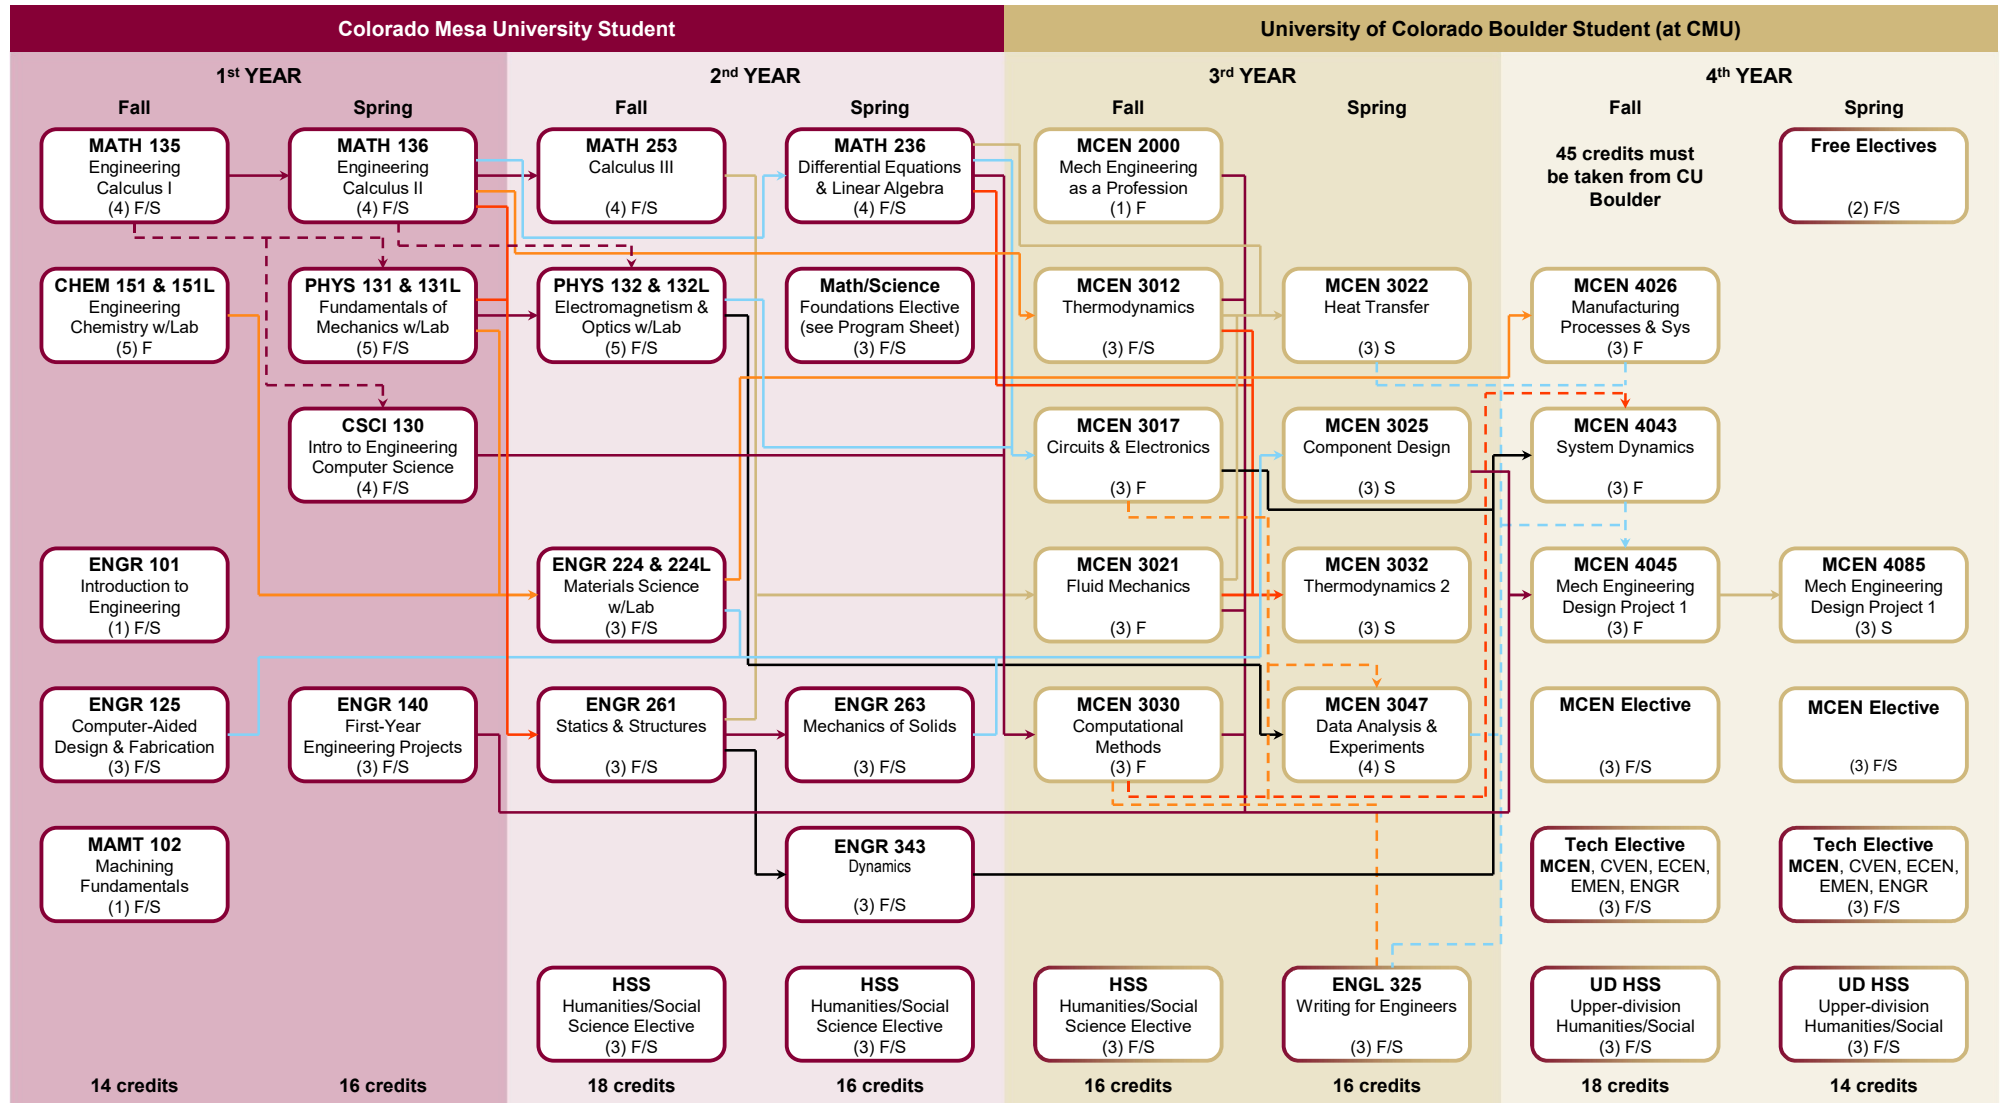 Colorado Mesa University Student
University of Colorado Boulder Student (at CMU)
1st YEAR
2nd YEAR
3rd YEAR
4th YEAR
Fall
Spring
Fall
Spring
Fall
Spring
Fall
Spring
MATH 135
Engineering
Calculus I
(4) F/S
MATH 136
Engineering
Calculus II
(4) F/S
MATH 253
Calculus III
(4) F/S
MATH 236
Differential Equations
& Linear Algebra
(4) F/S
MCEN 2000
Mech Engineering
as a Profession
(1) F
45 credits must
be taken from CU
Boulder
Free Electives
(2) F/S
CHEM 151 & 151L
Engineering
Chemistry w/Lab
(5) F
PHYS 131 & 131L
Fundamentals of
Mechanics w/Lab
(5) F/S
PHYS 132 & 132L
Electromagnetism &
Optics w/Lab
(5) F/S
Math/Science
Foundations Elective
(see Program Sheet)
(3) F/S
MCEN 3012
Thermodynamics
(3) F/S
MCEN 3022
Heat Transfer
(3) S
MCEN 4026
Manufacturing
Processes & Sys
(3) F
CSCI 130
Intro to Engineering
Computer Science
(4) F/S
MCEN 3017
Circuits & Electronics
(3) F
MCEN 3025
Component Design
(3) S
MCEN 4043
System Dynamics
(3) F
ENGR 101
Introduction to
Engineering
(1) F/S
ENGR 224 & 224L
Materials Science
w/Lab
(3) F/S
MCEN 3021
Fluid Mechanics
(3) F
MCEN 3032
Thermodynamics 2
(3) S
MCEN 4045
Mech Engineering
Design Project 1
(3) F
MCEN 4085
Mech Engineering
Design Project 1
(3) S
ENGR 125
Computer-Aided
Design & Fabrication
(3) F/S
ENGR 140
First-Year
Engineering Projects
(3) F/S
ENGR 261
Statics & Structures
(3) F/S
ENGR 263
Mechanics of Solids
(3) F/S
MCEN 3030
Computational
Methods
(3) F
MCEN 3047
Data Analysis &
Experiments
(4) S
MCEN Elective
(3) F/S
MCEN Elective
(3) F/S
MAMT 102
Machining
Fundamentals
(1) F/S
ENGR 343
Dynamics
(3) F/S
Tech Elective
MCEN, CVEN, ECEN,
EMEN, ENGR
(3) F/S
Tech Elective
MCEN, CVEN, ECEN,
EMEN, ENGR
(3) F/S
HSS
Humanities/Social
Science Elective
(3) F/S
HSS
Humanities/Social
Science Elective
(3) F/S
HSS
Humanities/Social
Science Elective
(3) F/S
ENGL 325
Writing for Engineers
(3) F/S
UD HSS
Upper-division
Humanities/Social
(3) F/S
UD HSS
Upper-division
Humanities/Social
(3) F/S
14 credits
16 credits
18 credits
16 credits
16 credits
16 credits
18 credits
14 credits